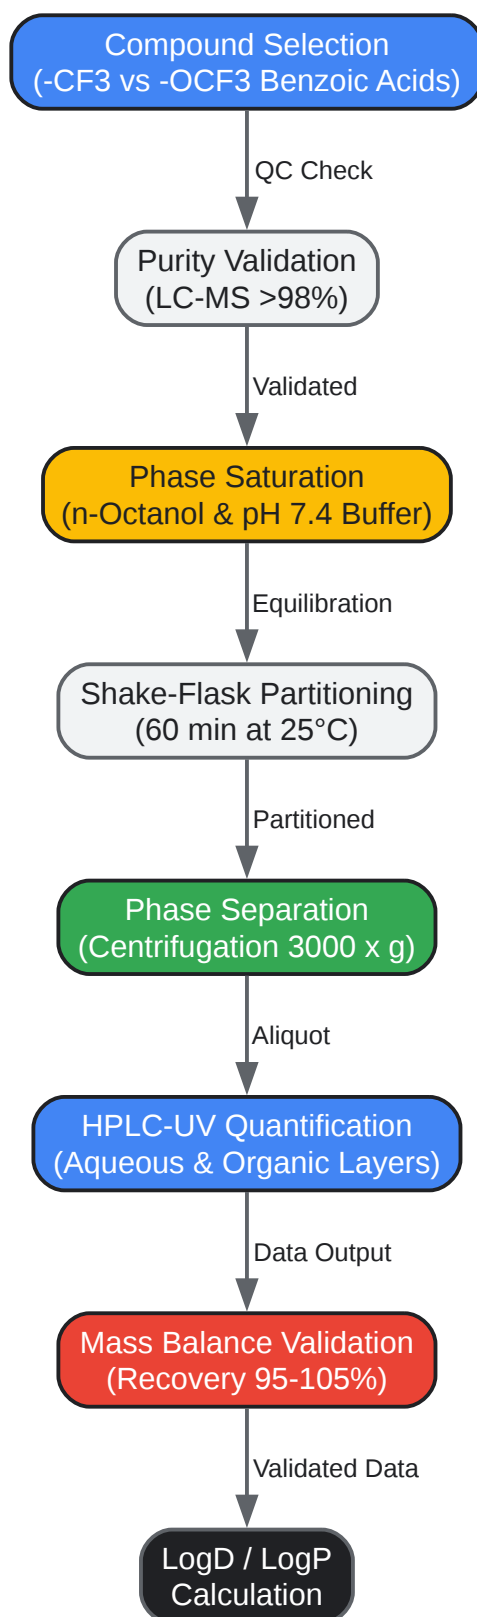 Compound Selection
(-CF3 vs -OCF3 Benzoic Acids)
QC Check
Purity Validation
(LC-MS >98%)
Validated
Phase Saturation
(n-Octanol & pH 7.4 Buffer)
Equilibration
Shake-Flask Partitioning
(60 min at 25°C)
Partitioned
Phase Separation
(Centrifugation 3000 x g)
Aliquot
HPLC-UV Quantification
(Aqueous & Organic Layers)
Data Output
Mass Balance Validation
(Recovery 95-105%)
Validated Data
LogD / LogP
Calculation